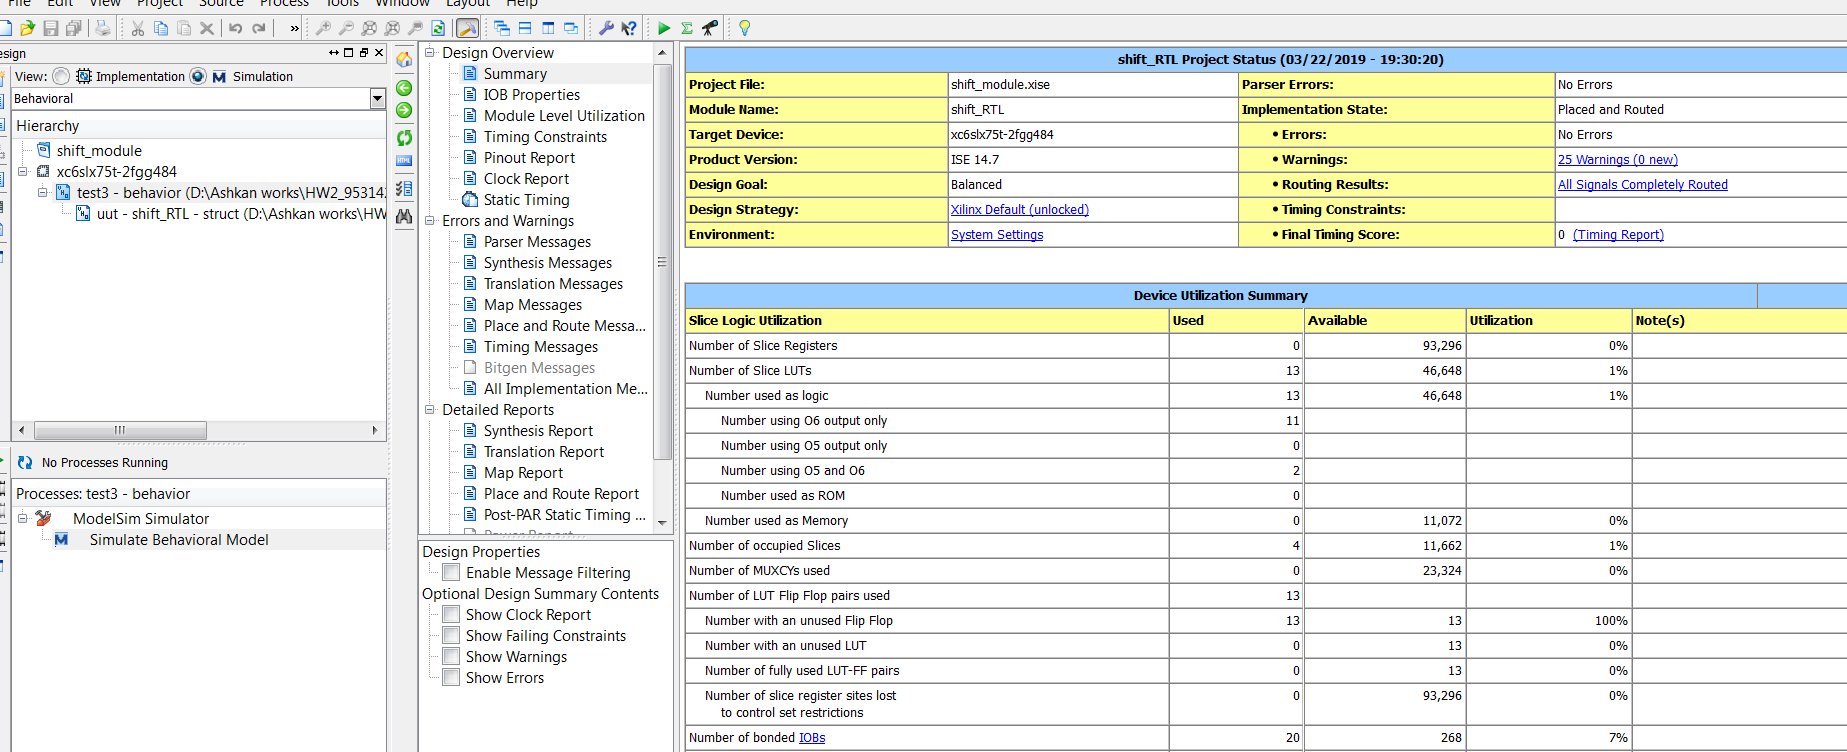 File Edit View Project Source Process Tools Window Layout Help
Design
View: Implementation Simulation
Behavioral
Hierarchy
shift_module
xc6slx75t-2fgg484
test3 - behavior (D:\Ashkan works\HW2_953142
uut - shift_RTL - struct (D:\Ashkan works\HW
No Processes Running
Processes: test3 - behavior
ModelSim Simulator
Simulate Behavioral Model
Design Overview
Summary
IOB Properties
Module Level Utilization
Timing Constraints
Pinout Report
Clock Report
Static Timing
Errors and Warnings
Parser Messages
Synthesis Messages
Translation Messages
Map Messages
Place and Route Messa...
Timing Messages
Bitgen Messages
All Implementation Me...
Detailed Reports
Synthesis Report
Translation Report
Map Report
Place and Route Report
Post-PAR Static Timing ...
Power Report
Design Properties
Enable Message Filtering
Optional Design Summary Contents
Show Clock Report
Show Failing Constraints
Show Warnings
Show Errors
shift_RTL Project Status (03/22/2019 - 19:30:20)
Project File: shift_module.xise Parser Errors: No Errors
Module Name: shift_RTL Implementation State: Placed and Routed
Target Device: xc6slx75t-2fgg484 • Errors: No Errors
Product Version: ISE 14.7 • Warnings: 25 Warnings (0 new)
Design Goal: Balanced • Routing Results: All Signals Completely Routed
Design Strategy: Xilinx Default (unlocked) • Timing Constraints:
Environment: System Settings • Final Timing Score: 0 (Timing Report)
Device Utilization Summary
Slice Logic Utilization Used Available Utilization Note(s)
Number of Slice Registers 0 93,296 0%
Number of Slice LUTs 13 46,648 1%
Number used as logic 13 46,648 1%
Number using O6 output only 11
Number using O5 output only 0
Number using O5 and O6 2
Number used as ROM 0
Number used as Memory 0 11,072 0%
Number of occupied Slices 4 11,662 1%
Number of MUXCYs used 0 23,324 0%
Number of LUT Flip Flop pairs used 13
Number with an unused Flip Flop 13 13 100%
Number with an unused LUT 0 13 0%
Number of fully used LUT-FF pairs 0 13 0%
Number of slice register sites lost
to control set restrictions 0 93,296 0%
Number of bonded IOBs 20 268 7%